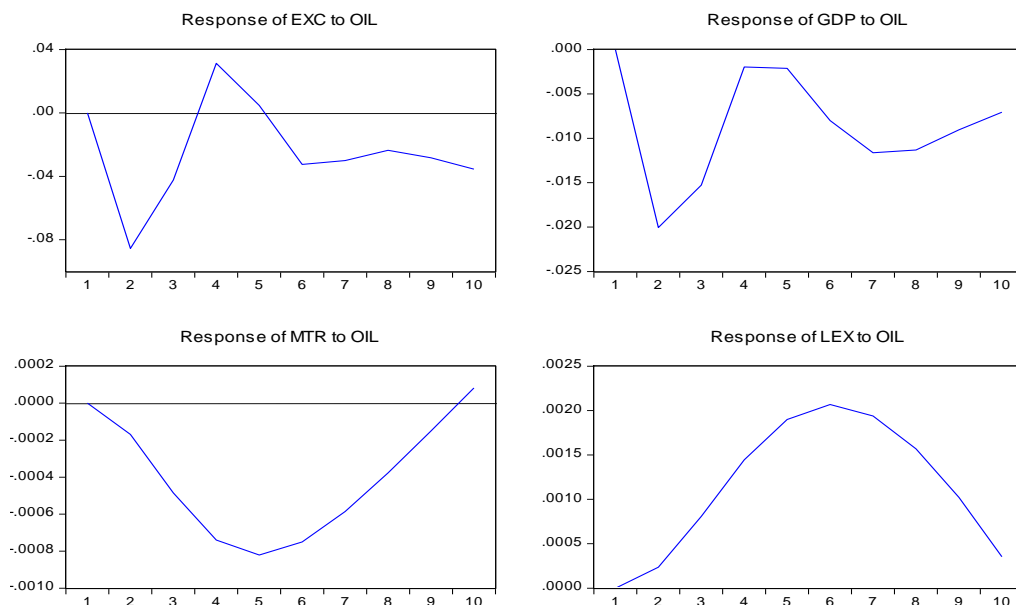 Response of EXC to OIL
.04
.00
-.04
-.08
1 2 3 4 5 6 7 8 9 10
Response of GDP to OIL
.000
-.005
-.010
-.015
-.020
-.025
1 2 3 4 5 6 7 8 9 10
Response of MTR to OIL
.0002
.0000
-.0002
-.0004
-.0006
-.0008
-.0010
1 2 3 4 5 6 7 8 9 10
Response of LEX to OIL
.0025
.0020
.0015
.0010
.0005
.0000
1 2 3 4 5 6 7 8 9 10